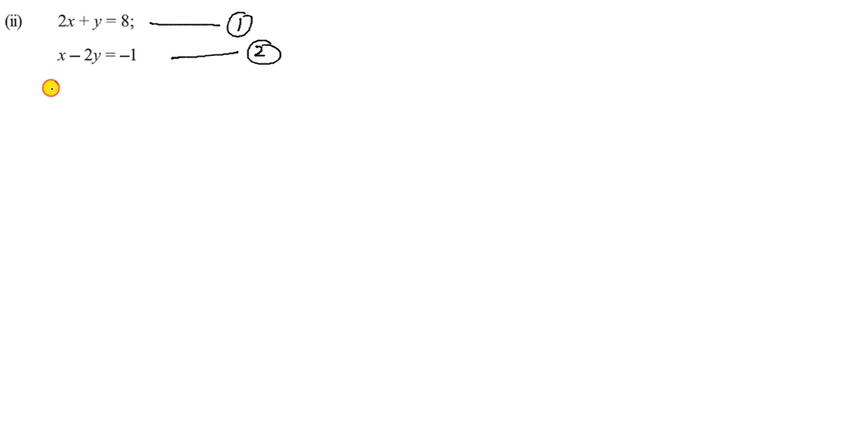 (ii) 2x + y = 8; ——— ①
x – 2y = –1 ——— ②